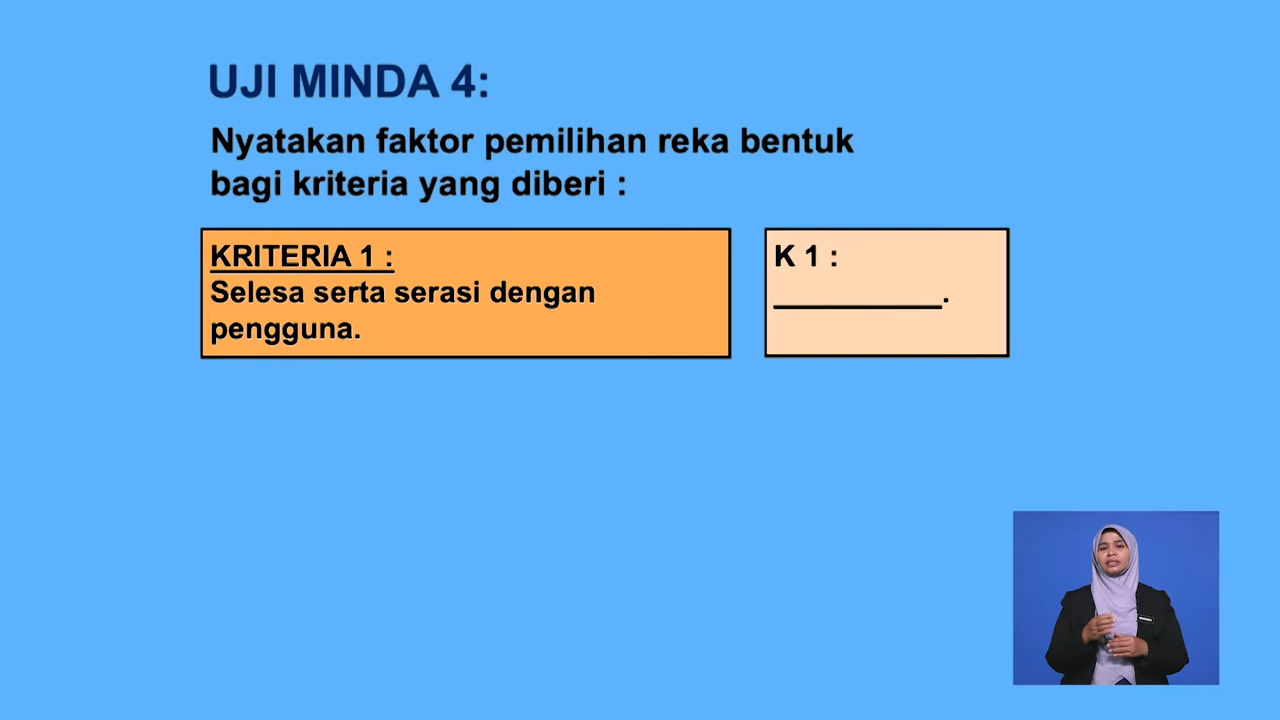 UJI MINDA 4:
Nyatakan faktor pemilihan reka bentuk
bagi kriteria yang diberi :
KRITERIA 1 :
Selesa serta serasi dengan
pengguna.
K 1 :
__________.